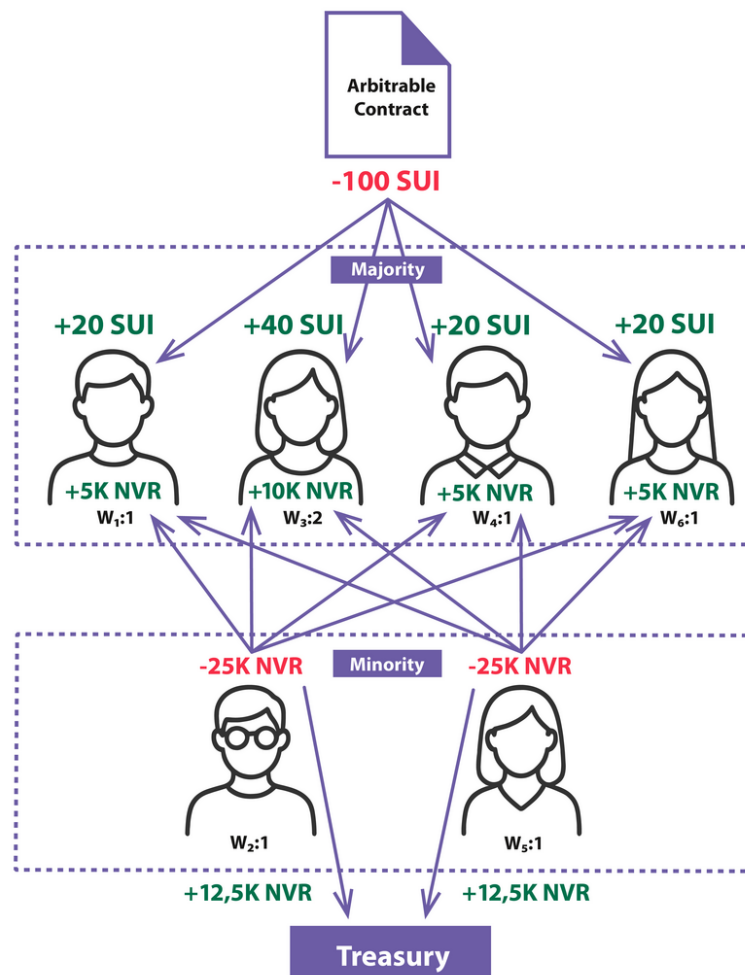 Arbitrable
Contract
-100 SUI
Majority
+20 SUI +40 SUI +20 SUI +20 SUI
+5K NVR +10K NVR +5K NVR +5K NVR
W₁:1 W₃:2 W₄:1 W₆:1
Minority
-25K NVR -25K NVR
W₂:1 W₅:1
+12,5K NVR +12,5K NVR
Treasury